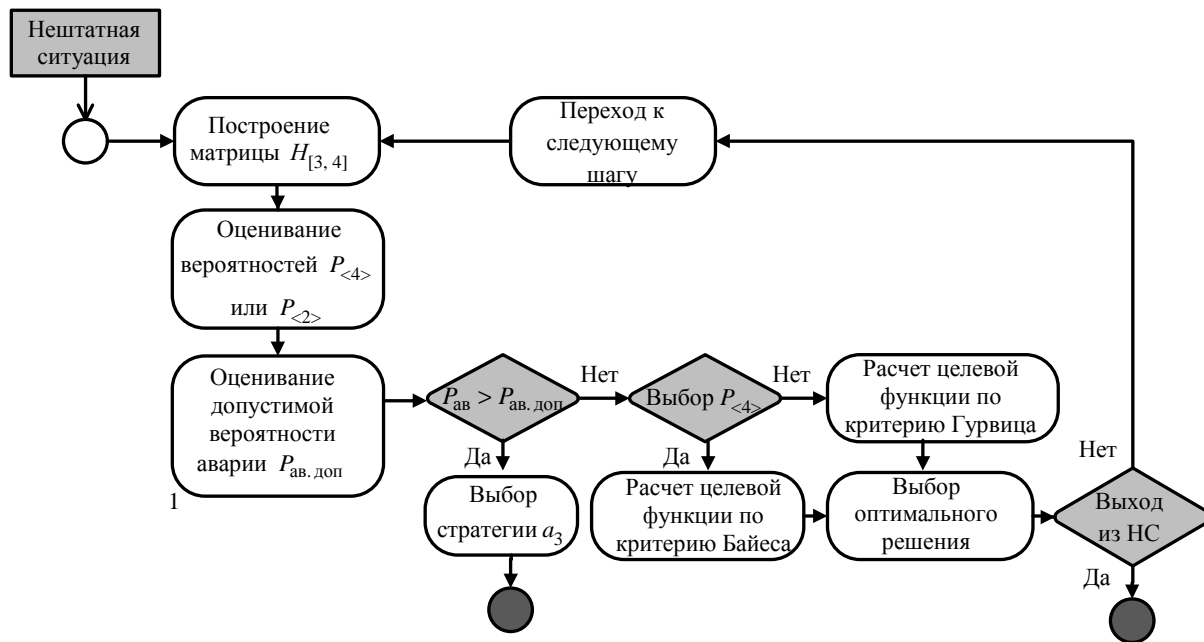 Нештатная
ситуация
Построение
матрицы H[3, 4]
Переход к
следующему
шагу
Оценивание
вероятностей P<4>
или P<2>
Оценивание
допустимой
вероятности
аварии Pав. доп
1
Pав > Pав. доп
Нет
Да
Выбор
стратегии a3
Выбор P<4>
Нет
Да
Расчет целевой
функции по
критерию Гурвица
Расчет целевой
функции по
критерию Байеса
Выбор
оптимального
решения
Нет
Выход
из НС
Да